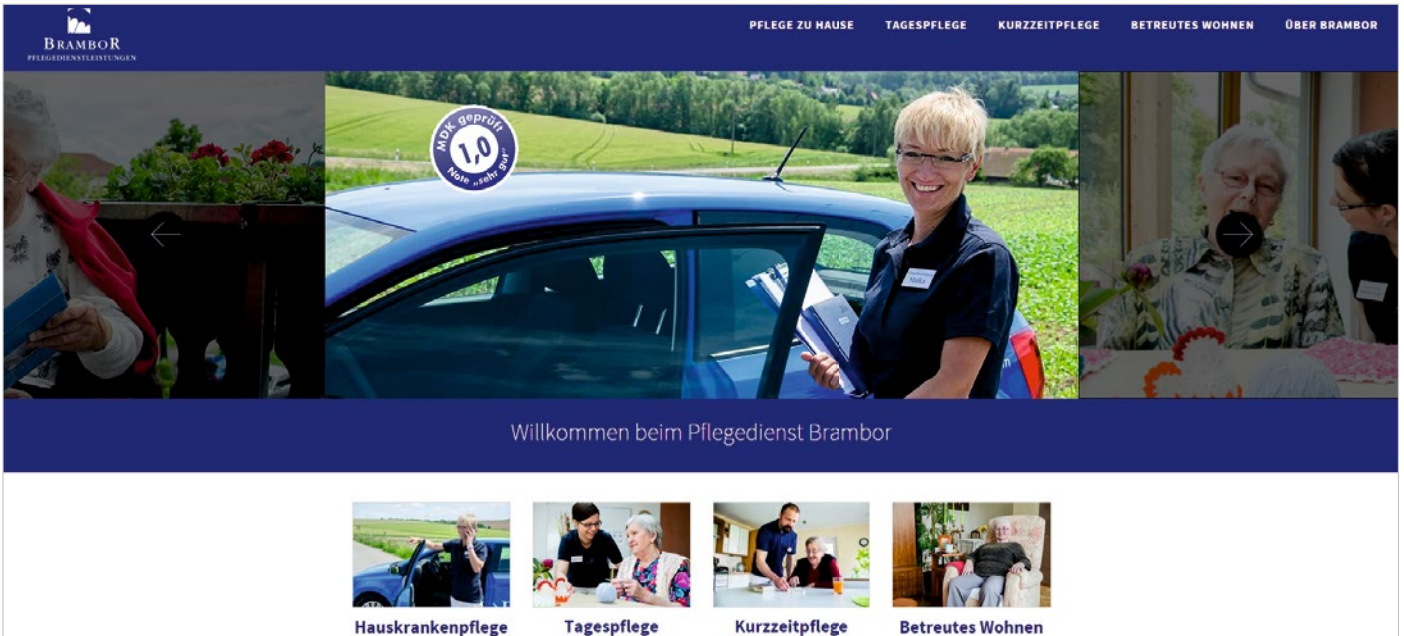 BRAMBOR
PFLEGEDIENSTLEISTUNGEN
PFLEGE ZU HAUSE
TAGESPFLEGE
KURZZEITPFLEGE
BETREUTES WOHNEN
ÜBER BRAMBOR
MDK geprüft
1,0
Note „sehr gut“
Willkommen beim Pflegedienst Brambor
Hauskrankenpflege
Tagespflege
Kurzzeitpflege
Betreutes Wohnen